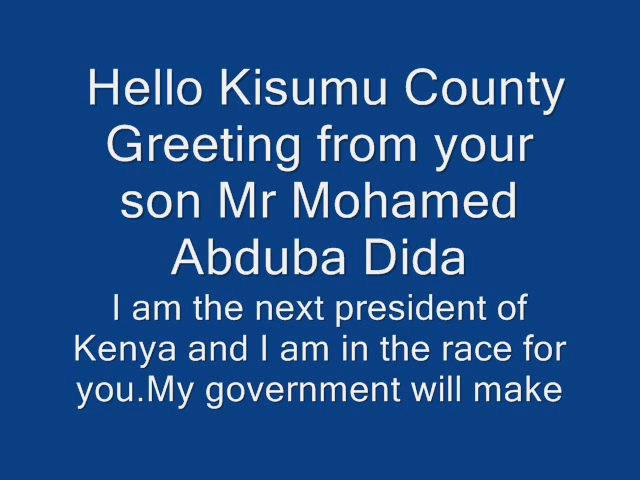 Hello Kisumu County
Greeting from your
son Mr Mohamed
Abduba Dida
I am the next president of
Kenya and I am in the race for
you.My government will make